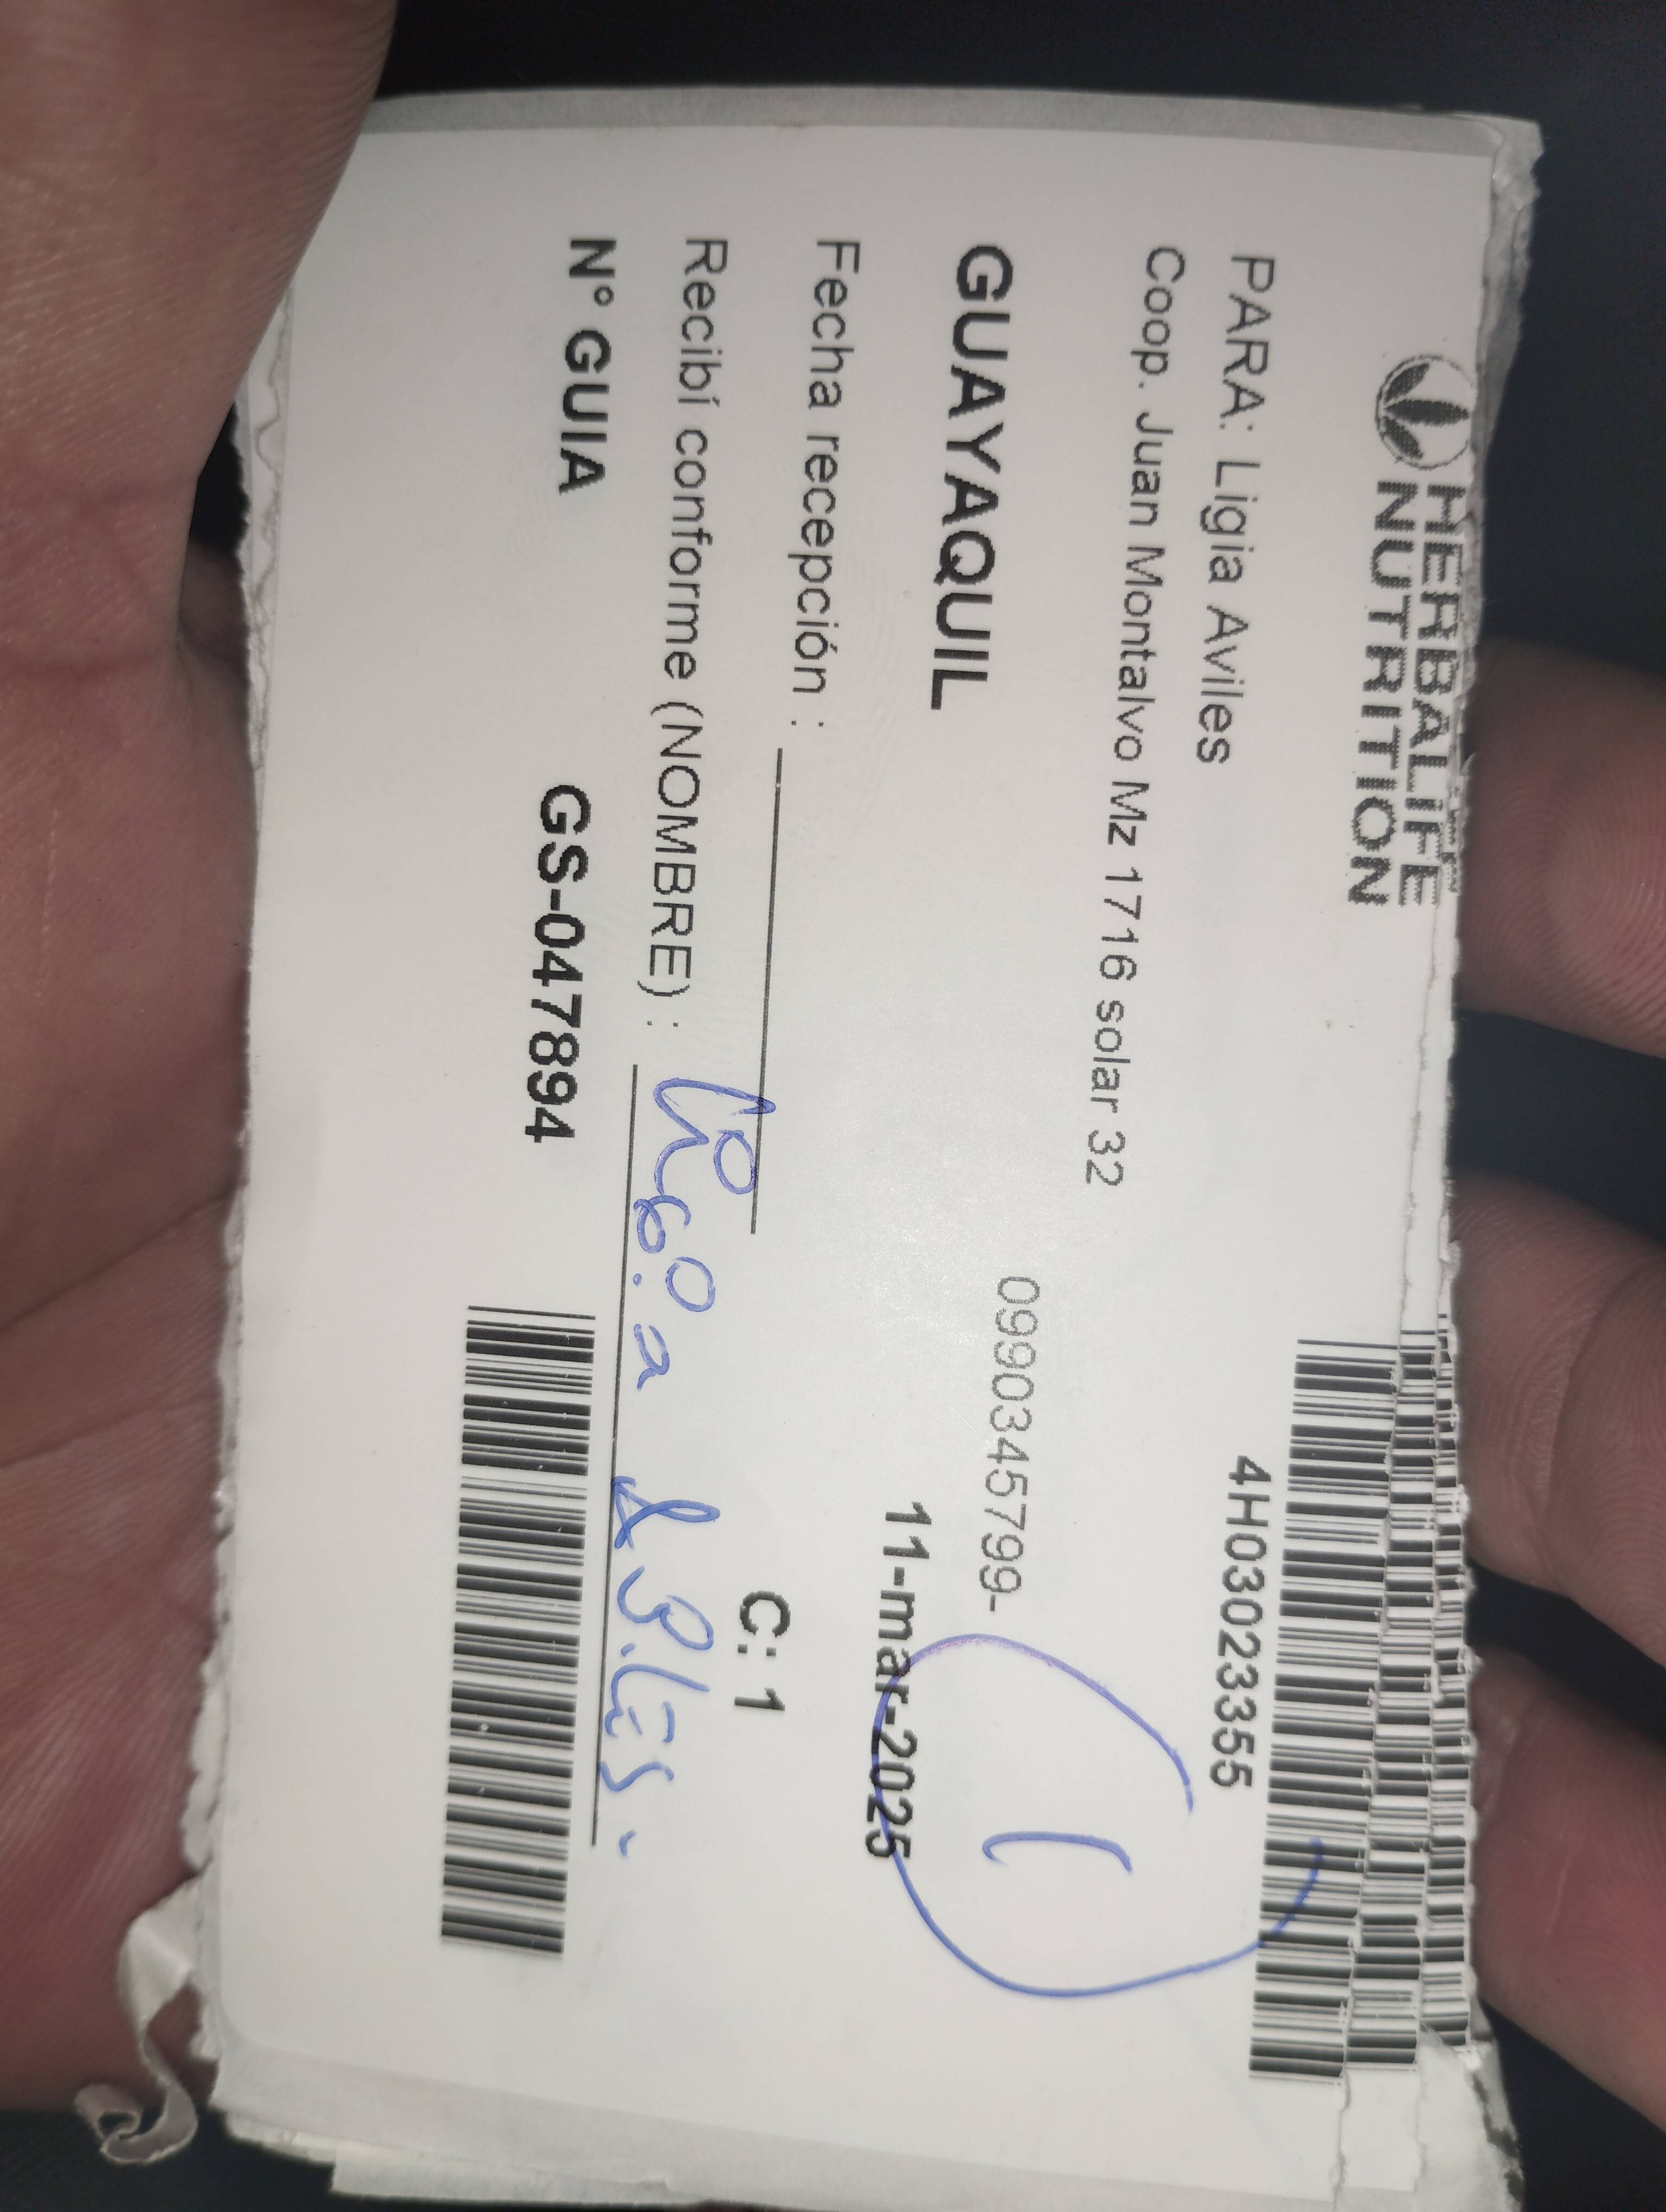 HERBALIFE
NUTRITION
4H03023355
PARA: Ligia Aviles
Coop. Juan Montalvo Mz 1716 solar 32
0990345799-
GUAYAQUIL
11-mar-2025
Fecha recepción :
C: 1
Recibí conforme (NOMBRE) :
N° GUIA GS-047894